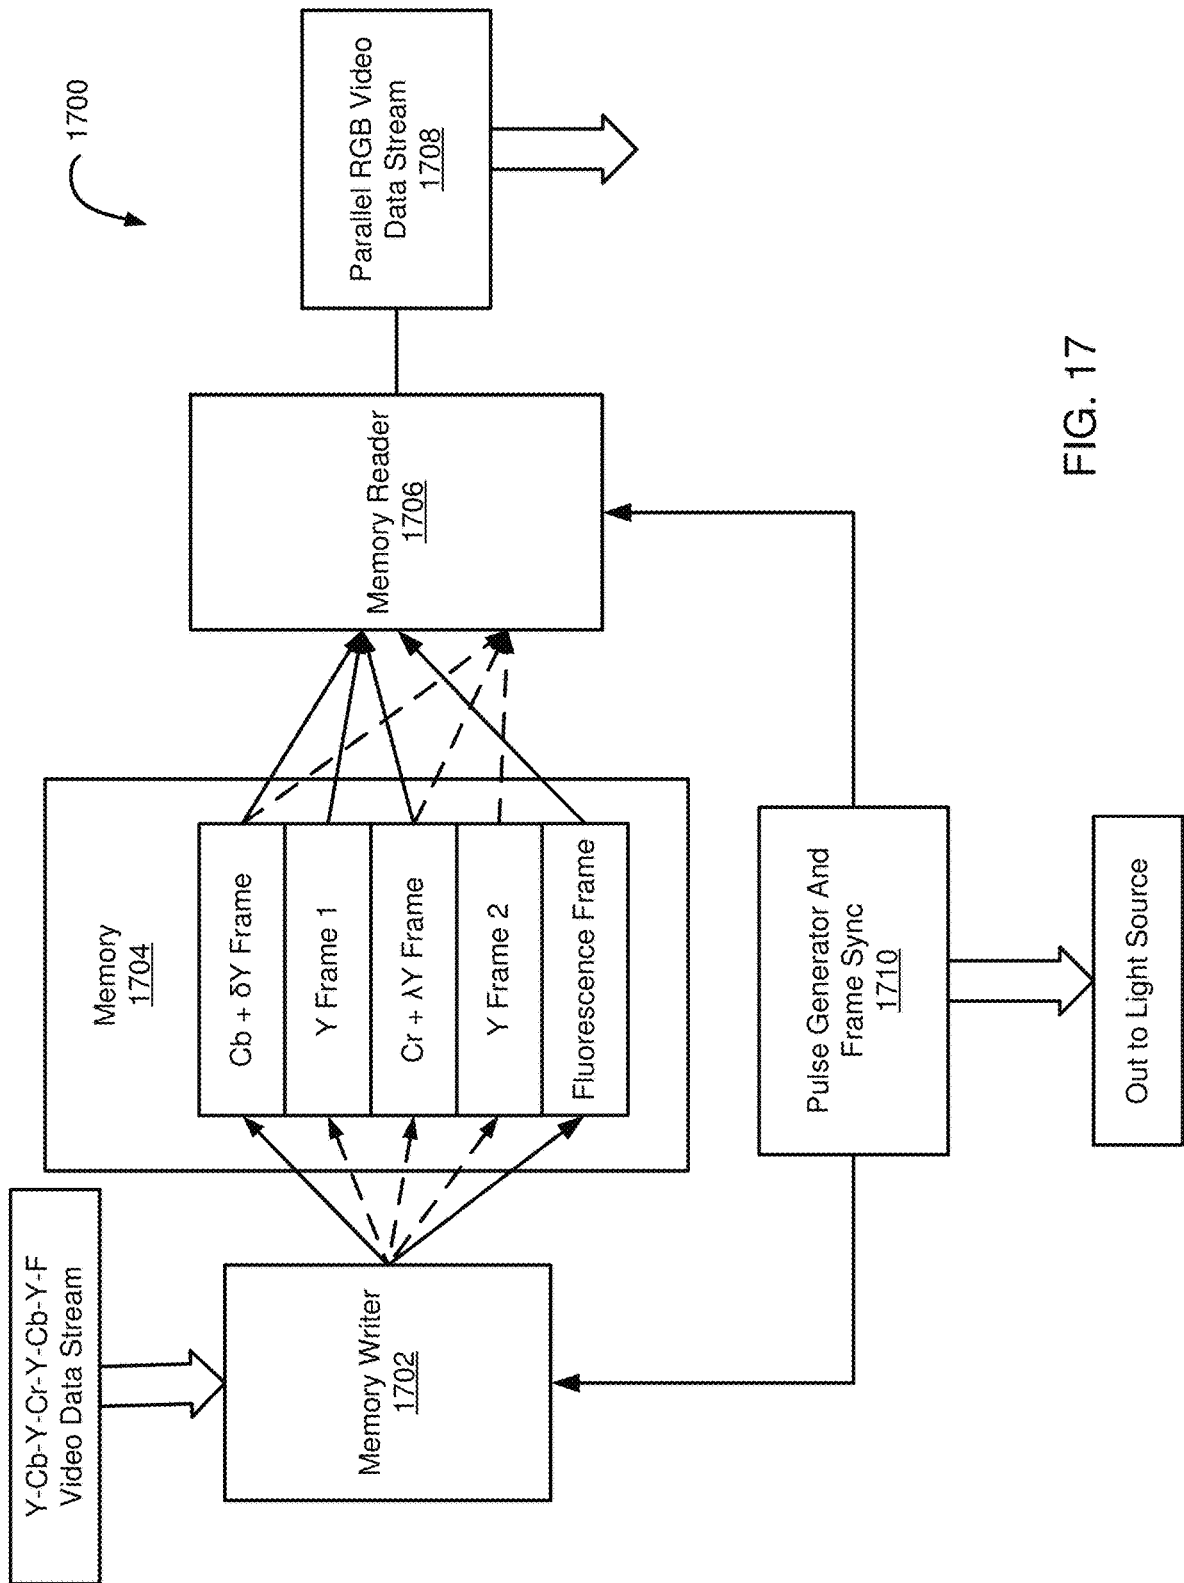 1700
Y-Cb-Y-Cr-Y-Cb-Y-F
Video Data Stream
Memory Writer
1702
Memory
1704
Cb + δY Frame
Y Frame 1
Cr + λY Frame
Y Frame 2
Fluorescence Frame
Memory Reader
1706
Parallel RGB Video
Data Stream
1708
Pulse Generator And
Frame Sync
1710
Out to Light Source
FIG. 17